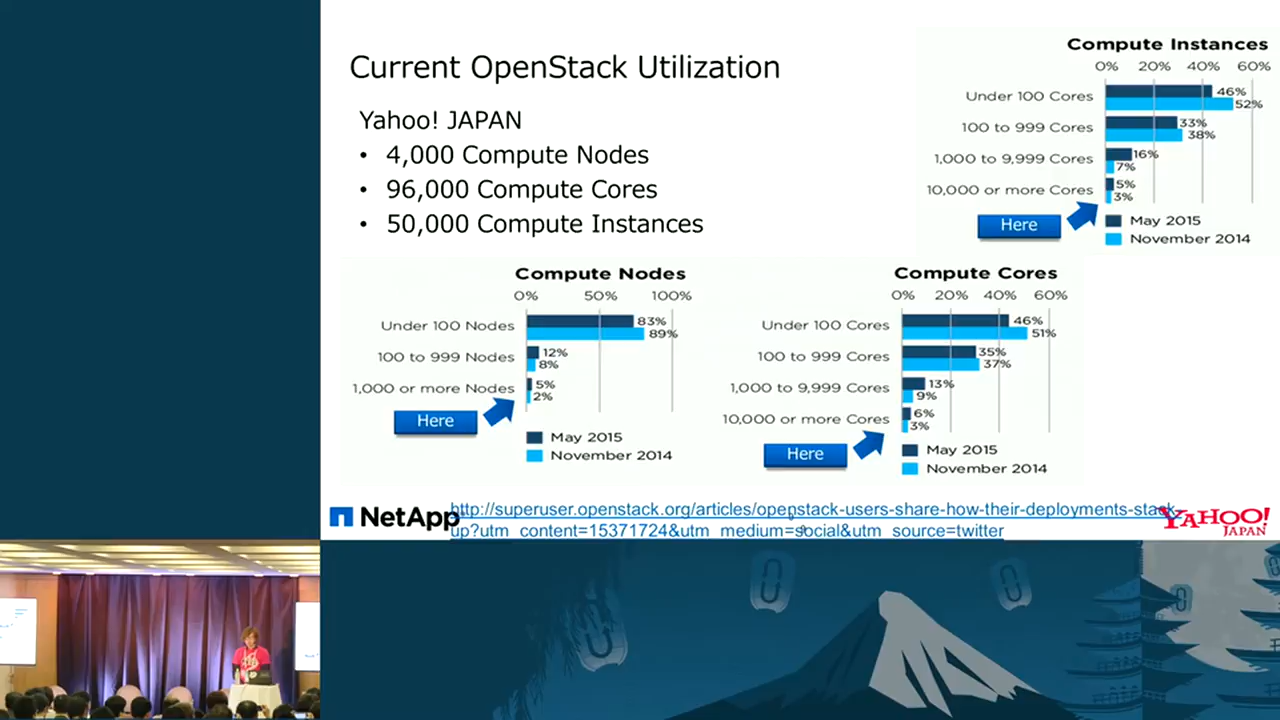 Current OpenStack Utilization
Yahoo! JAPAN
• 4,000 Compute Nodes
• 96,000 Compute Cores
• 50,000 Compute Instances
Compute Instances
0% 20% 40% 60%
Under 100 Cores 46%
52%
100 to 999 Cores 33%
38%
1,000 to 9,999 Cores 16%
7%
10,000 or more Cores 5%
3%
Here
May 2015
November 2014
Compute Nodes
0% 50% 100%
Under 100 Nodes 83%
89%
100 to 999 Nodes 12%
8%
1,000 or more Nodes 5%
2%
Here
May 2015
November 2014
Compute Cores
0% 20% 40% 60%
Under 100 Cores 46%
51%
100 to 999 Cores 35%
37%
1,000 to 9,999 Cores 13%
9%
10,000 or more Cores 6%
3%
Here
May 2015
November 2014
NetApp
http://superuser.openstack.org/articles/openstack-users-share-how-their-deployments-stack-
up?utm_content=15371724&utm_medium=social&utm_source=twitter
YAHOO!
JAPAN